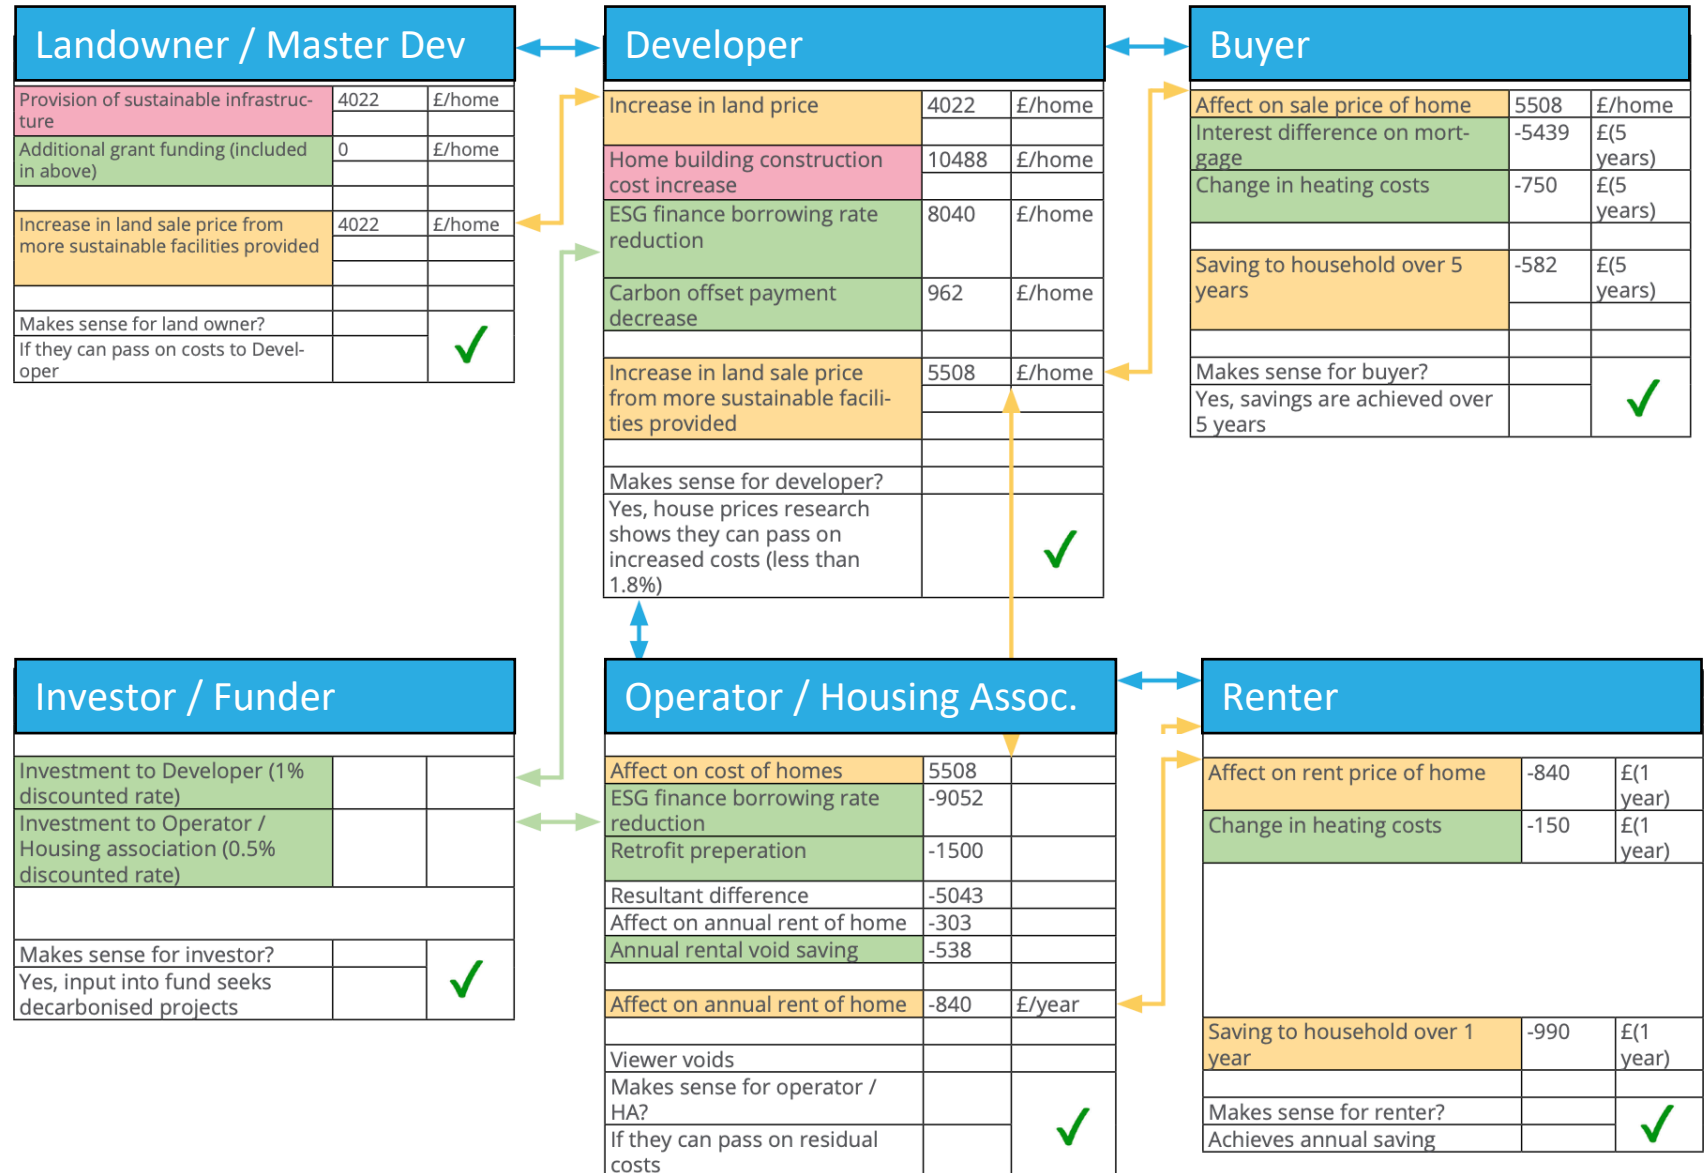 Landowner / Master Dev
Provision of sustainable infrastruc-
ture
4022
£/home
Additional grant funding (included
in above)
0
£/home
Increase in land sale price from
more sustainable facilities provided
4022
£/home
Makes sense for land owner?
If they can pass on costs to Devel-
oper
✓
Developer
Increase in land price
4022
£/home
Home building construction
cost increase
10488
£/home
ESG finance borrowing rate
reduction
8040
£/home
Carbon offset payment
decrease
962
£/home
Increase in land sale price
from more sustainable facili-
ties provided
5508
£/home
Makes sense for developer?
Yes, house prices research
shows they can pass on
increased costs (less than
1.8%)
✓
Buyer
Affect on sale price of home
5508
£/home
Interest difference on mort-
gage
-5439
£(5
years)
Change in heating costs
-750
£(5
years)
Saving to household over 5
years
-582
£(5
years)
Makes sense for buyer?
Yes, savings are achieved over
5 years
✓
Investor / Funder
Investment to Developer (1%
discounted rate)
Investment to Operator /
Housing association (0.5%
discounted rate)
Makes sense for investor?
Yes, input into fund seeks
decarbonised projects
✓
Operator / Housing Assoc.
Affect on cost of homes
5508
ESG finance borrowing rate
reduction
-9052
Retrofit preperation
-1500
Resultant difference
-5043
Affect on annual rent of home
-303
Annual rental void saving
-538
Affect on annual rent of home
-840
£/year
Viewer voids
Makes sense for operator /
HA?
If they can pass on residual
costs
✓
Renter
Affect on rent price of home
-840
£(1
year)
Change in heating costs
-150
£(1
year)
Saving to household over 1
year
-990
£(1
year)
Makes sense for renter?
Achieves annual saving
✓